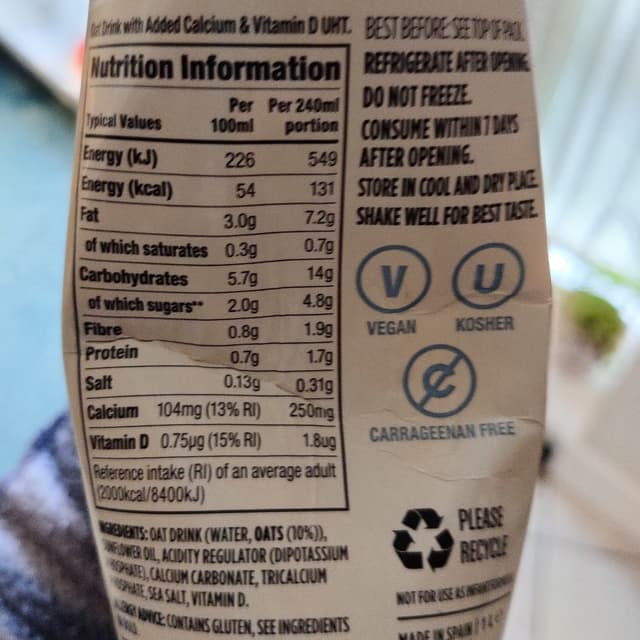 Drink with Added Calcium & Vitamin D UHT.
Nutrition Information
Typical Values Per 100ml Per 240ml portion
Energy (kJ) 226 549
Energy (kcal) 54 131
Fat 3.0g 7.2g
of which saturates 0.3g 0.7g
Carbohydrates 5.7g 14g
of which sugars** 2.0g 4.8g
Fibre 0.8g 1.9g
Protein 0.7g 1.7g
Salt 0.13g 0.31g
Calcium 104mg (13% RI) 250mg
Vitamin D 0.75µg (15% RI) 1.8ug
Reference intake (RI) of an average adult
(2000kcal/8400kJ)
INGREDIENTS: OAT DRINK (WATER, OATS (10%)),
OIL, ACIDITY REGULATOR (DIPOTASSIUM
CALCIUM CARBONATE, TRICALCIUM
SEA SALT, VITAMIN D.
ADVICE: CONTAINS GLUTEN, SEE INGREDIENTS
BEST BEFORE: SEE TOP OF PACK
REFRIGERATE AFTER OPENING.
DO NOT FREEZE.
CONSUME WITHIN 7 DAYS
AFTER OPENING.
STORE IN COOL AND DRY PLACE.
SHAKE WELL FOR BEST TASTE.
V U
VEGAN KOSHER
C
CARRAGEENAN FREE
PLEASE
RECYCLE
NOT FOR USE AS
MADE IN SPAIN